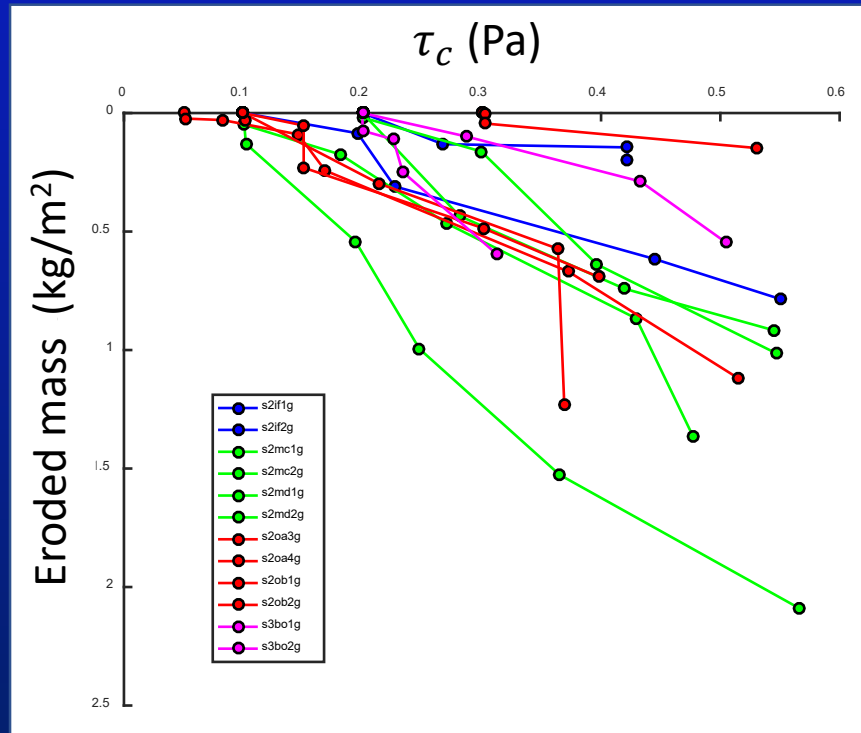 τ_c (Pa)
0 0.1 0.2 0.3 0.4 0.5 0.6
Eroded mass (kg/m²)
0
0.5
1
1.5
2
2.5
s2if1g
s2if2g
s2mc1g
s2mc2g
s2md1g
s2md2g
s2oa3g
s2oa4g
s2ob1g
s2ob2g
s3bo1g
s3bo2g